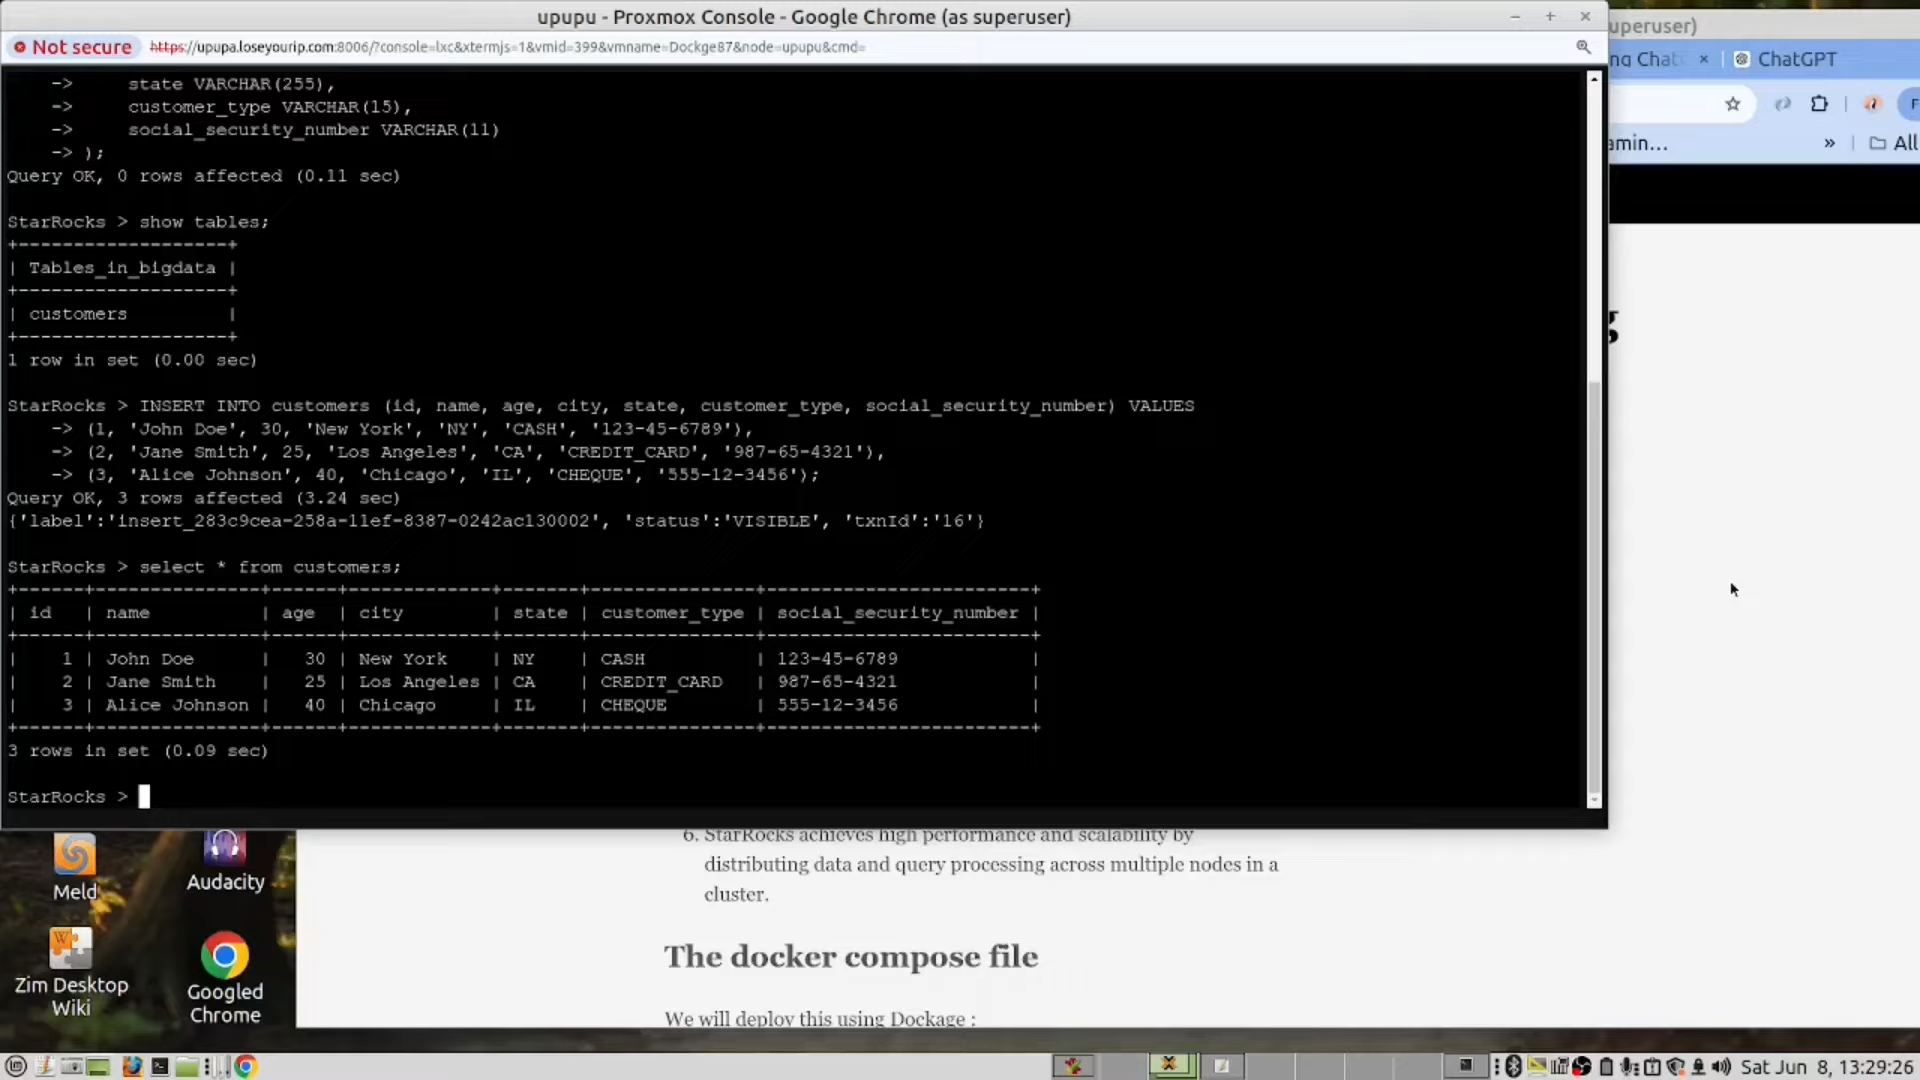 upupu - Proxmox Console - Google Chrome (as superuser)
Not secure https://upupa.loseyourip.com:8006/?console=lxc&xtermjs=1&vmid=399&vmname=Dockge87&node=upupu&cmd=
    ->     state VARCHAR(255),
    ->     customer_type VARCHAR(15),
    ->     social_security_number VARCHAR(11)
    -> );
Query OK, 0 rows affected (0.11 sec)
StarRocks > show tables;
+-------------------+
| Tables_in_bigdata |
+-------------------+
| customers         |
+-------------------+
1 row in set (0.00 sec)
StarRocks > INSERT INTO customers (id, name, age, city, state, customer_type, social_security_number) VALUES
    -> (1, 'John Doe', 30, 'New York', 'NY', 'CASH', '123-45-6789'),
    -> (2, 'Jane Smith', 25, 'Los Angeles', 'CA', 'CREDIT_CARD', '987-65-4321'),
    -> (3, 'Alice Johnson', 40, 'Chicago', 'IL', 'CHEQUE', '555-12-3456');
Query OK, 3 rows affected (3.24 sec)
{'label':'insert_283c9cea-258a-11ef-8387-0242ac130002', 'status':'VISIBLE', 'txnId':'16'}
StarRocks > select * from customers;
+------+---------------+------+-------------+-------+---------------+------------------------+
| id   | name          | age  | city        | state | customer_type | social_security_number |
+------+---------------+------+-------------+-------+---------------+------------------------+
|    1 | John Doe      |   30 | New York    | NY    | CASH          | 123-45-6789            |
|    2 | Jane Smith    |   25 | Los Angeles | CA    | CREDIT_CARD   | 987-65-4321            |
|    3 | Alice Johnson |   40 | Chicago     | IL    | CHEQUE        | 555-12-3456            |
+------+---------------+------+-------------+-------+---------------+------------------------+
3 rows in set (0.09 sec)
StarRocks >
uperuser)
ng Chat
ChatGPT
F
amin...
» All
g
6. StarRocks achieves high performance and scalability by
distributing data and query processing across multiple nodes in a
cluster.
The docker compose file
We will deploy this using Dockage :
Meld
Audacity
Zim Desktop
Wiki
Googled
Chrome
Sat Jun 8, 13:29:26